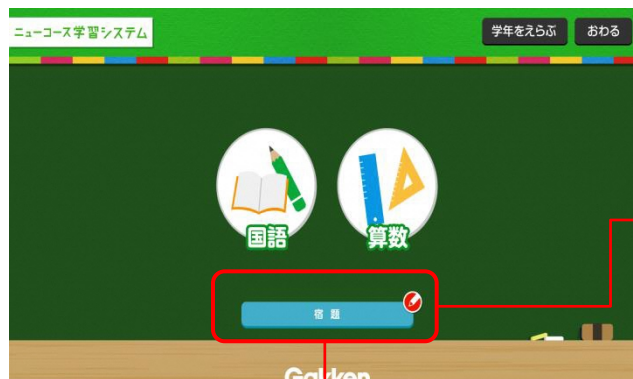 ニューコース学習システム
学年をえらぶ
おわる
国語
算数
宿題
Gakken